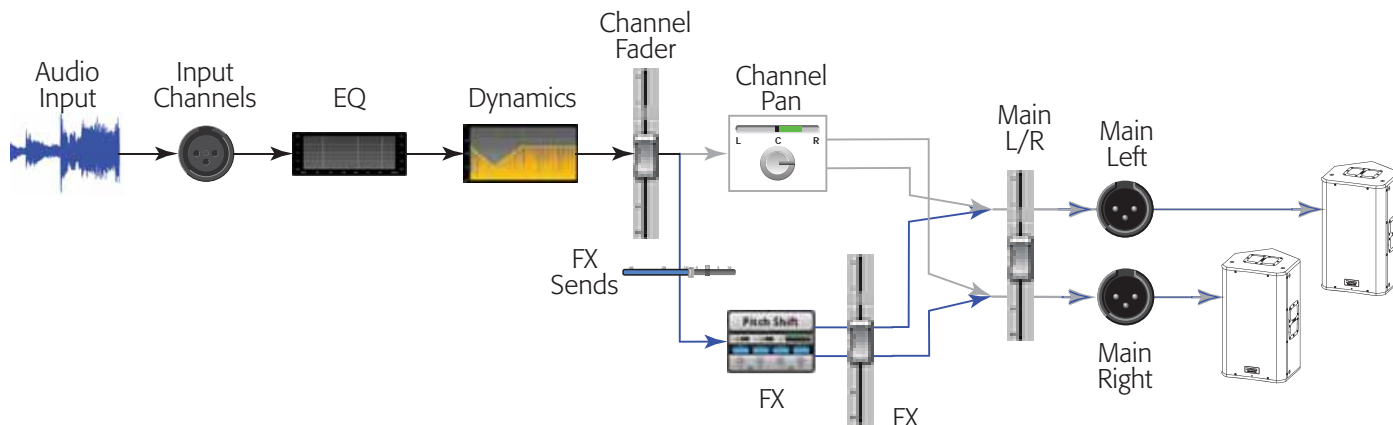 Audio
Input
Input
Channels
EQ
Dynamics
Channel
Fader
Channel
Pan
L C R
Main
L/R
Main
Left
FX
Sends
Pitch Shift
FX
FX
Main
Right